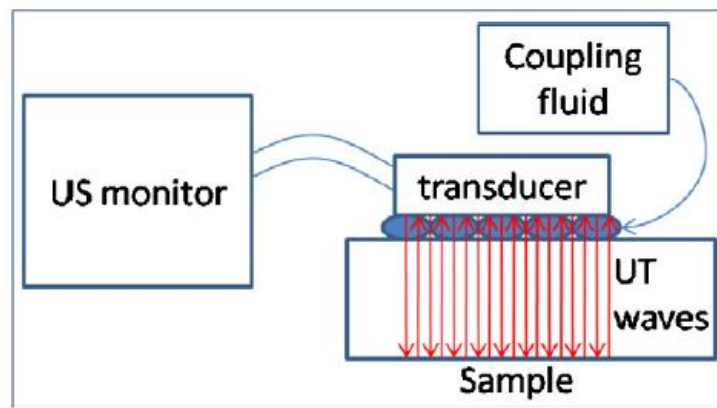 Coupling
fluid
US monitor
transducer
UT
waves
Sample